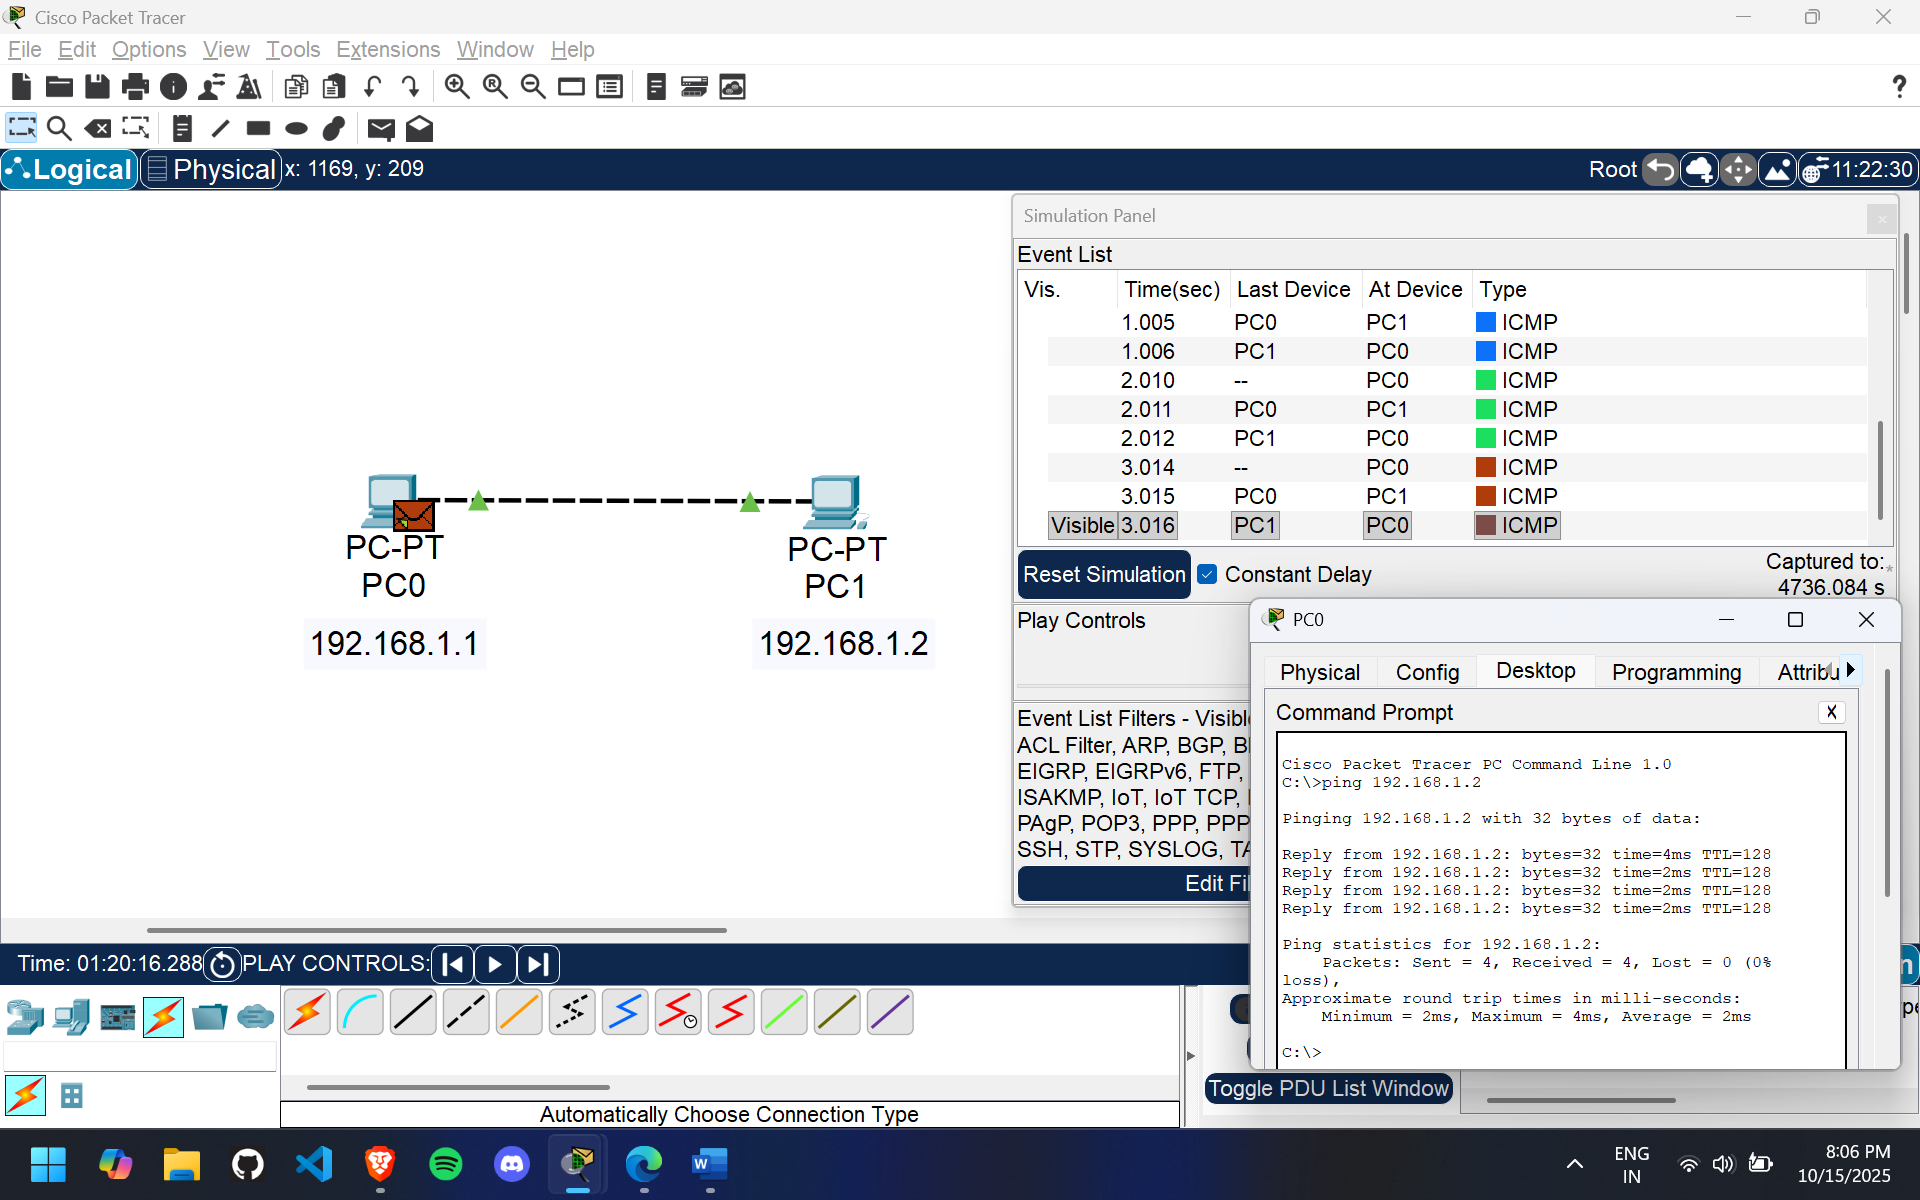 Cisco Packet Tracer
File Edit Options View Tools Extensions Window Help
Logical Physical x: 1169, y: 209 Root 11:22:30
Simulation Panel
Event List
Vis. Time(sec) Last Device At Device Type
1.005 PC0 PC1 ICMP
1.006 PC1 PC0 ICMP
2.010 -- PC0 ICMP
2.011 PC0 PC1 ICMP
2.012 PC1 PC0 ICMP
3.014 -- PC0 ICMP
3.015 PC0 PC1 ICMP
Visible 3.016 PC1 PC0 ICMP
Reset Simulation Constant Delay Captured to:
4736.084 s
Play Controls
Event List Filters - Visibl
ACL Filter, ARP, BGP, B
EIGRP, EIGRPv6, FTP,
ISAKMP, IoT, IoT TCP,
PAgP, POP3, PPP, PPP
SSH, STP, SYSLOG, TA
Edit Fil
PC-PT
PC0
192.168.1.1
PC-PT
PC1
192.168.1.2
PC0
Physical Config Desktop Programming Attribu
Command Prompt X
Cisco Packet Tracer PC Command Line 1.0
C:\>ping 192.168.1.2
Pinging 192.168.1.2 with 32 bytes of data:
Reply from 192.168.1.2: bytes=32 time=4ms TTL=128
Reply from 192.168.1.2: bytes=32 time=2ms TTL=128
Reply from 192.168.1.2: bytes=32 time=2ms TTL=128
Reply from 192.168.1.2: bytes=32 time=2ms TTL=128
Ping statistics for 192.168.1.2:
Packets: Sent = 4, Received = 4, Lost = 0 (0%
loss),
Approximate round trip times in milli-seconds:
Minimum = 2ms, Maximum = 4ms, Average = 2ms
C:\>
Time: 01:20:16.288 PLAY CONTROLS:
Toggle PDU List Window
Automatically Choose Connection Type
ENG
IN
8:06 PM
10/15/2025